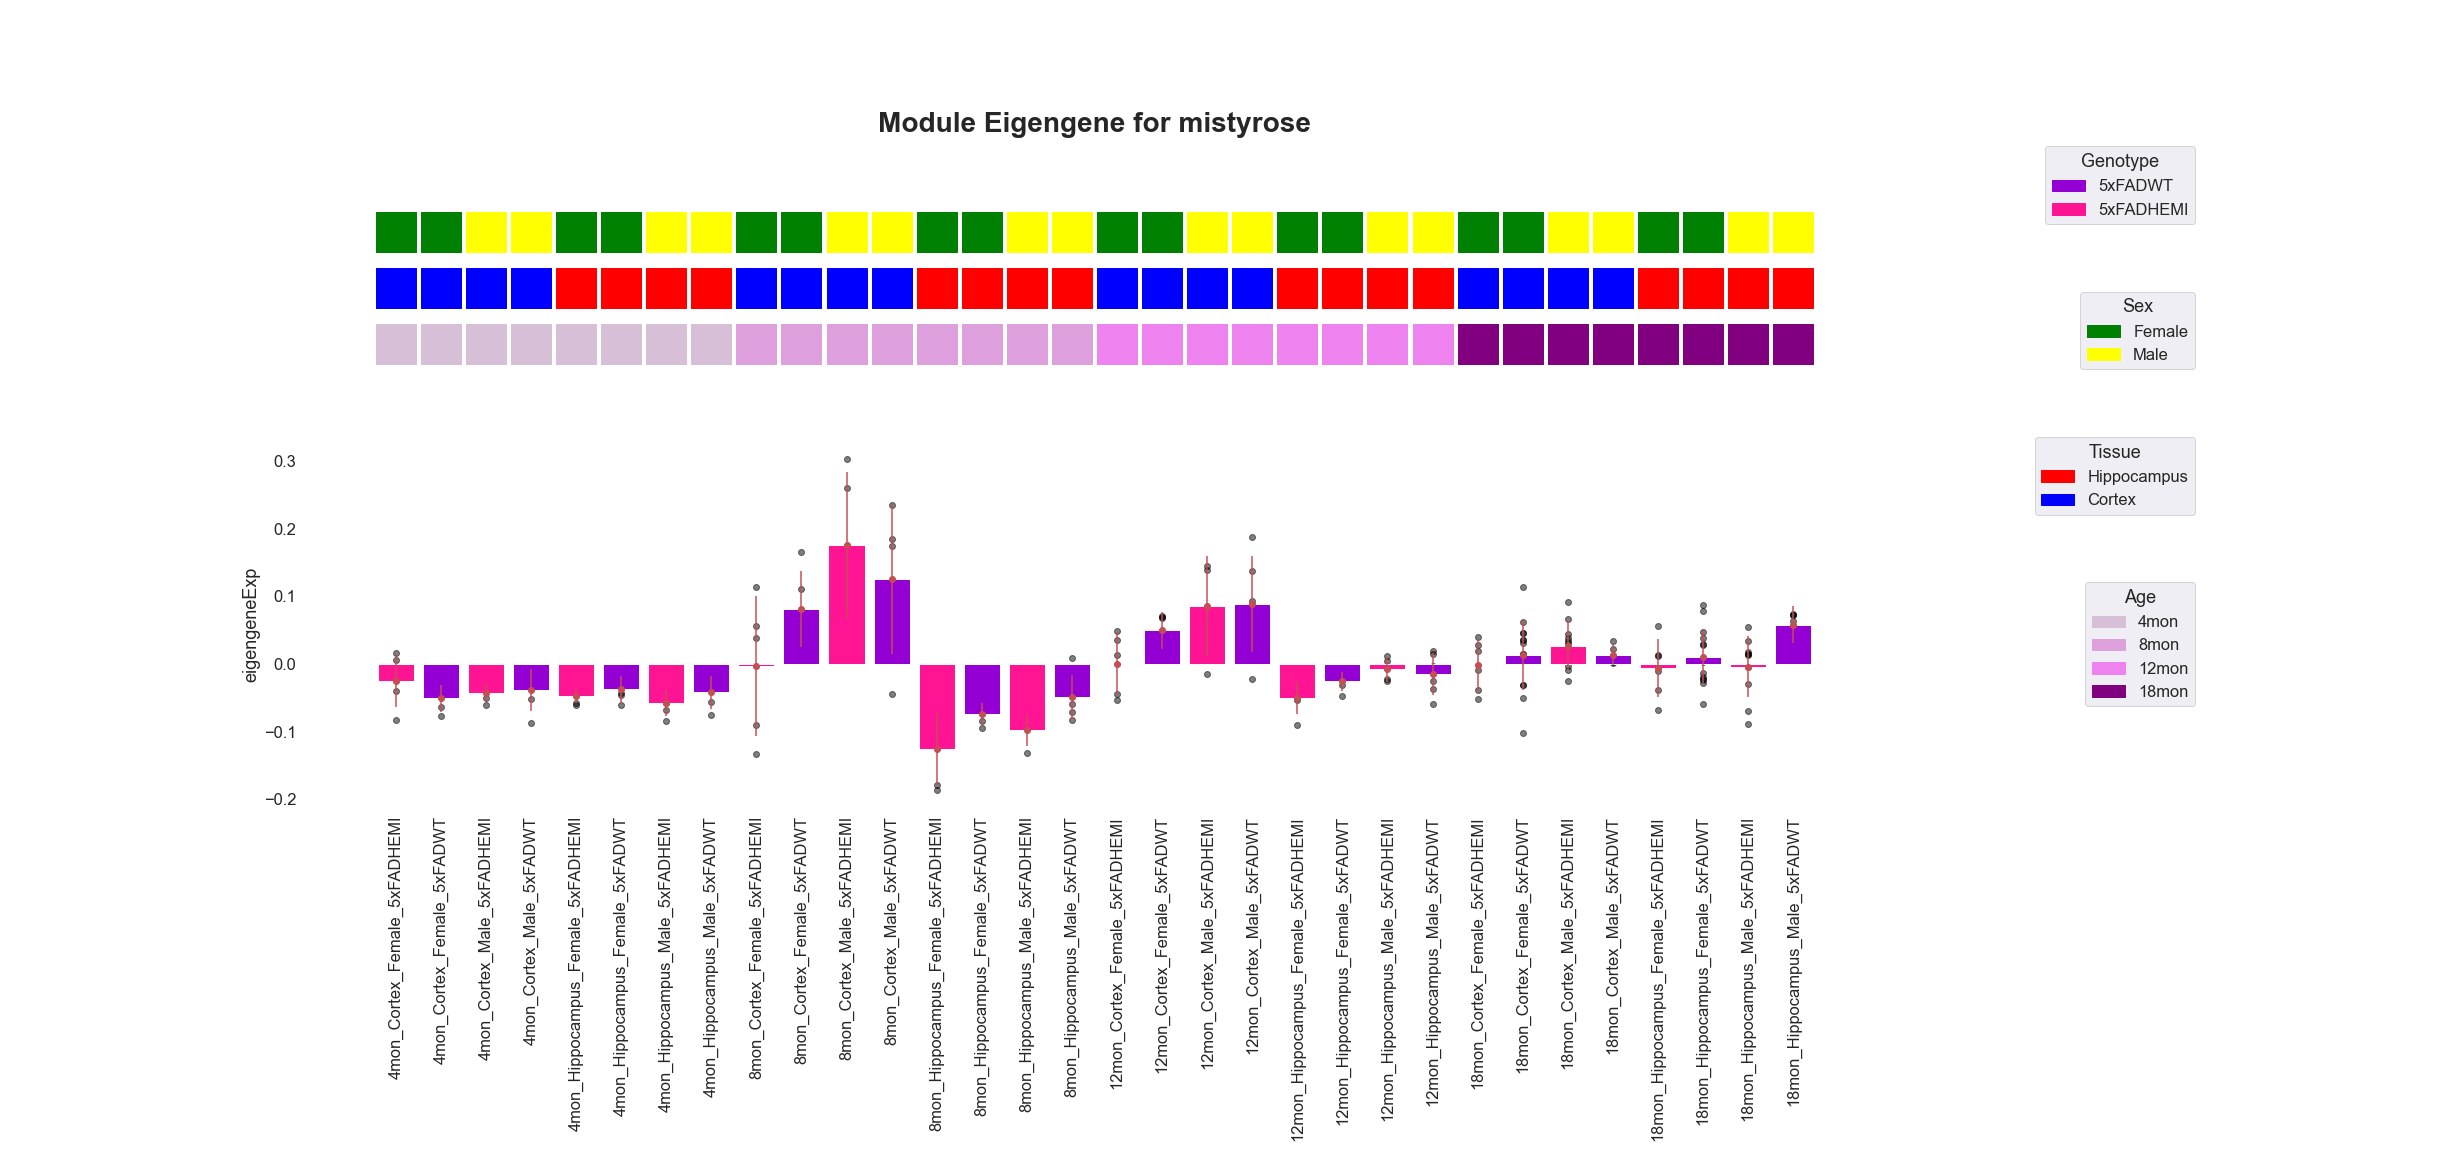 Module Eigengene for mistyrose
Genotype
5xFADWT
5xFADHEMI
Sex
Female
Male
Tissue
Hippocampus
Cortex
Age
4mon
8mon
12mon
18mon
eigengeneExp
0.3
0.2
0.1
0.0
−0.1
−0.2
4mon_Cortex_Female_5xFADHEMI
4mon_Cortex_Female_5xFADWT
4mon_Cortex_Male_5xFADHEMI
4mon_Cortex_Male_5xFADWT
4mon_Hippocampus_Female_5xFADHEMI
4mon_Hippocampus_Female_5xFADWT
4mon_Hippocampus_Male_5xFADHEMI
4mon_Hippocampus_Male_5xFADWT
8mon_Cortex_Female_5xFADHEMI
8mon_Cortex_Female_5xFADWT
8mon_Cortex_Male_5xFADHEMI
8mon_Cortex_Male_5xFADWT
8mon_Hippocampus_Female_5xFADHEMI
8mon_Hippocampus_Female_5xFADWT
8mon_Hippocampus_Male_5xFADHEMI
8mon_Hippocampus_Male_5xFADWT
12mon_Cortex_Female_5xFADHEMI
12mon_Cortex_Female_5xFADWT
12mon_Cortex_Male_5xFADHEMI
12mon_Cortex_Male_5xFADWT
12mon_Hippocampus_Female_5xFADHEMI
12mon_Hippocampus_Female_5xFADWT
12mon_Hippocampus_Male_5xFADHEMI
12mon_Hippocampus_Male_5xFADWT
18mon_Cortex_Female_5xFADHEMI
18mon_Cortex_Female_5xFADWT
18mon_Cortex_Male_5xFADHEMI
18mon_Cortex_Male_5xFADWT
18mon_Hippocampus_Female_5xFADHEMI
18mon_Hippocampus_Female_5xFADWT
18mon_Hippocampus_Male_5xFADHEMI
18mon_Hippocampus_Male_5xFADWT